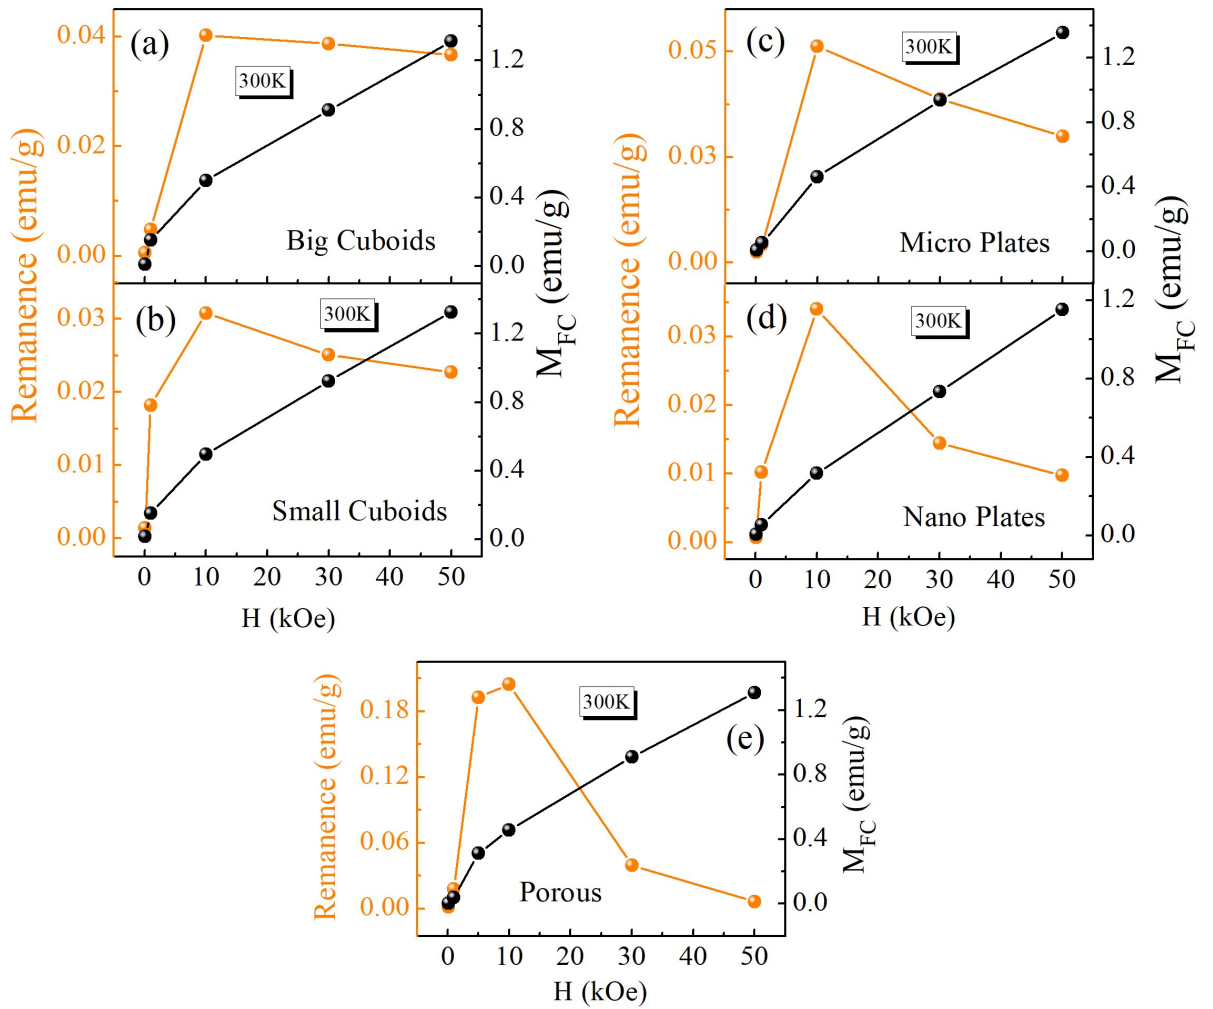 (a)
300K
Big Cuboids
0.04
0.02
0.00
1.2
0.8
0.4
0.0
Remanence (emu/g)
M_FC (emu/g)
(b)
300K
Small Cuboids
0.03
0.02
0.01
0.00
1.2
0.8
0.4
0.0
0 10 20 30 40 50
H (kOe)
(c)
300K
Micro Plates
0.05
0.03
0.00
1.2
0.8
0.4
0.0
Remanence (emu/g)
M_FC (emu/g)
(d)
300K
Nano Plates
0.03
0.02
0.01
0.00
1.2
0.8
0.4
0.0
0 10 20 30 40 50
H (kOe)
(e)
300K
Porous
0.18
0.12
0.06
0.00
1.2
0.8
0.4
0.0
Remanence (emu/g)
M_FC (emu/g)
0 10 20 30 40 50
H (kOe)